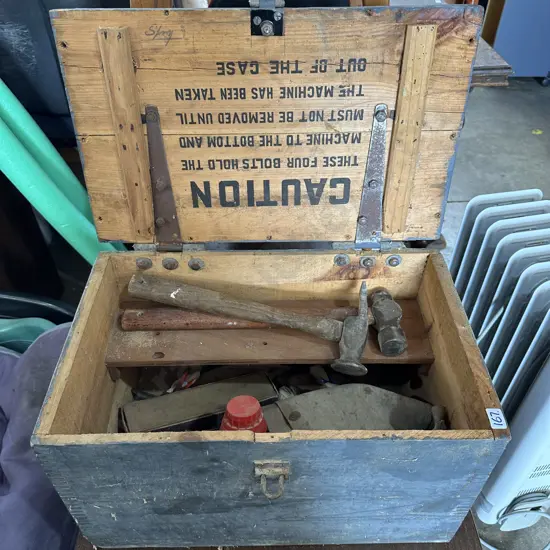 CAUTION
THESE FOUR BOLTS HOLD THE
MACHINE TO THE BOTTOM AND
MUST NOT BE REMOVED UNTIL
THE MACHINE HAS BEEN TAKEN
OUT OF THE CASE
167